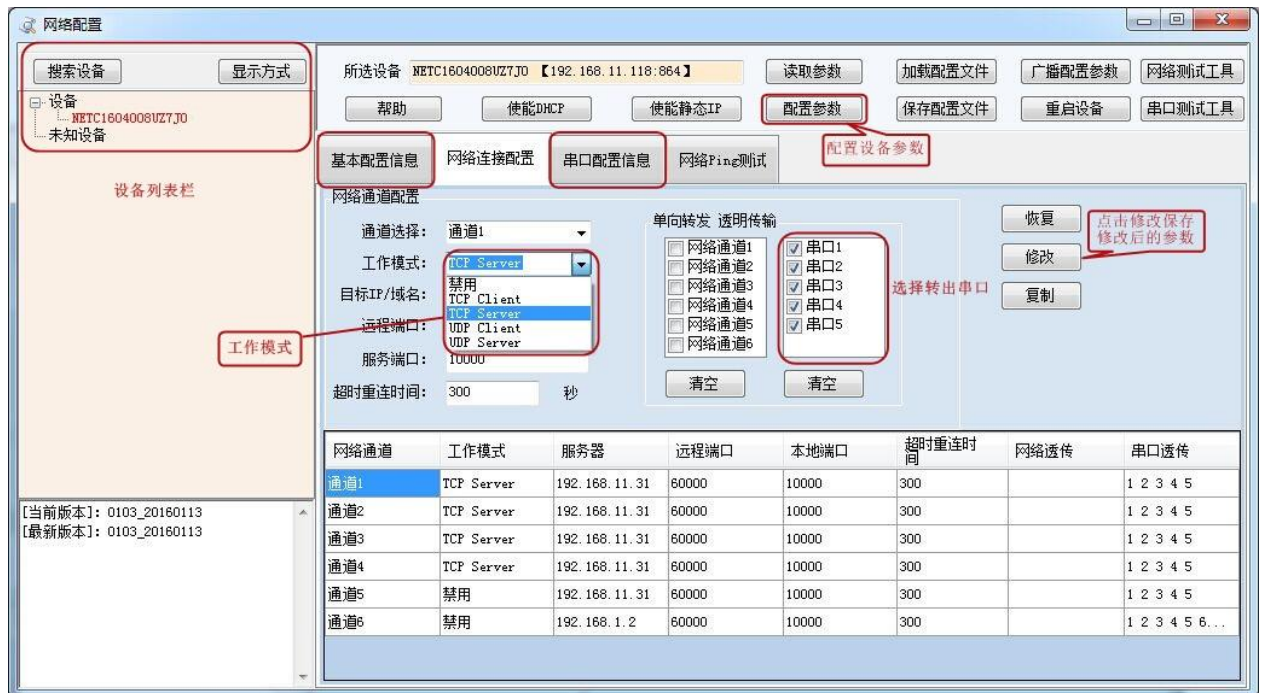 网络配置
搜索设备 显示方式
设备
NETC1604008UZ7J0
未知设备
设备列表栏
所选设备 NETC1604008UZ7J0 【192.168.11.118:864】 读取参数 加载配置文件 广播配置参数 网络测试工具
帮助 使能DHCP 使能静态IP 配置参数 保存配置文件 重启设备 串口测试工具
配置设备参数
基本配置信息 网络连接配置 串口配置信息 网络Ping测试
网络通道配置
通道选择: 通道1
工作模式: TCP Server
禁用
TCP Client
TCP Server
UDP Client
UDP Server
目标IP/域名:
远程端口:
服务端口: 10000
超时重连时间: 300 秒
工作模式
单向转发 透明传输
网络通道1
网络通道2
网络通道3
网络通道4
网络通道5
网络通道6
清空
串口1
串口2
串口3
串口4
串口5
清空
选择转出串口
恢复
修改
复制
点击修改保存
修改后的参数
网络通道 工作模式 服务器 远程端口 本地端口 超时重连时间 网络透传 串口透传
通道1 TCP Server 192.168.11.31 60000 10000 300 1 2 3 4 5
通道2 TCP Server 192.168.11.31 60000 10000 300 1 2 3 4 5
通道3 TCP Server 192.168.11.31 60000 10000 300 1 2 3 4 5
通道4 TCP Server 192.168.11.31 60000 10000 300 1 2 3 4 5
通道5 禁用 192.168.11.31 60000 10000 300 1 2 3 4 5
通道6 禁用 192.168.1.2 60000 10000 300 1 2 3 4 5 6...
[当前版本]: 0103_20160113
[最新版本]: 0103_20160113